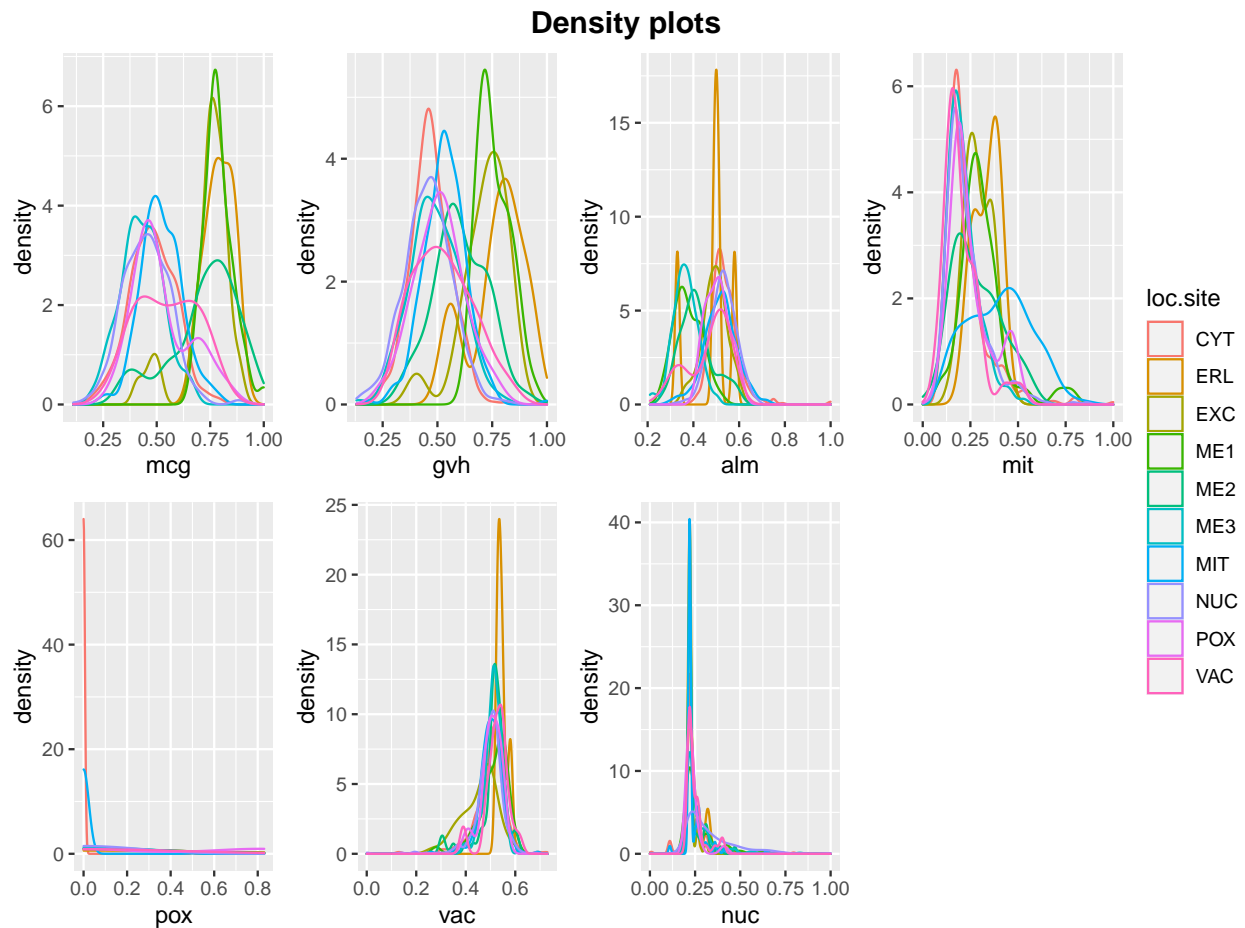 Density plots
density
6
4
2
0
0.25 0.50 0.75 1.00
mcg
density
4
2
0
0.25 0.50 0.75 1.00
gvh
density
15
10
5
0
0.2 0.4 0.6 0.8 1.0
alm
density
6
4
2
0
0.00 0.25 0.50 0.75 1.00
mit
loc.site
CYT
ERL
EXC
ME1
ME2
ME3
MIT
NUC
POX
VAC
density
60
40
20
0
0.0 0.2 0.4 0.6 0.8
pox
density
25
20
15
10
5
0
0.0 0.2 0.4 0.6
vac
density
40
30
20
10
0
0.00 0.25 0.50 0.75 1.00
nuc